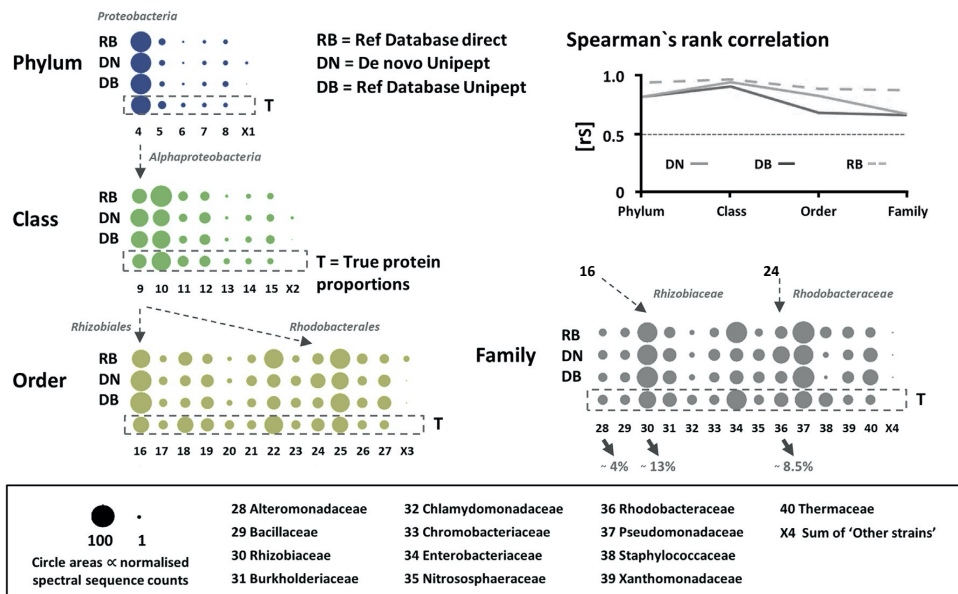 Proteobacteria
Phylum
RB
DN
DB
T
4 5 6 7 8 X1
RB = Ref Database direct
DN = De novo Unipept
DB = Ref Database Unipept
Spearman`s rank correlation
[rs]
1.0
0.5
0
DN
DB
RB
Phylum Class Order Family
Alphaproteobacteria
Class
RB
DN
DB
T = True protein
proportions
9 10 11 12 13 14 15 X2
Rhizobiales
Rhodobacterales
Order
RB
DN
DB
T
16 17 18 19 20 21 22 23 24 25 26 27 X3
16
24
Rhizobiaceae
Rhodobacteraceae
Family
RB
DN
DB
T
28 29 30 31 32 33 34 35 36 37 38 39 40 X4
~ 4% ~ 13% ~ 8.5%
100 1
Circle areas ∝ normalised
spectral sequence counts
28 Alteromonadaceae
29 Bacillaceae
30 Rhizobiaceae
31 Burkholderiaceae
32 Chlamydomonadaceae
33 Chromobacteriaceae
34 Enterobacteriaceae
35 Nitrososphaeraceae
36 Rhodobacteraceae
37 Pseudomonadaceae
38 Staphylococcaceae
39 Xanthomonadaceae
40 Thermaceae
X4 Sum of ‘Other strains’